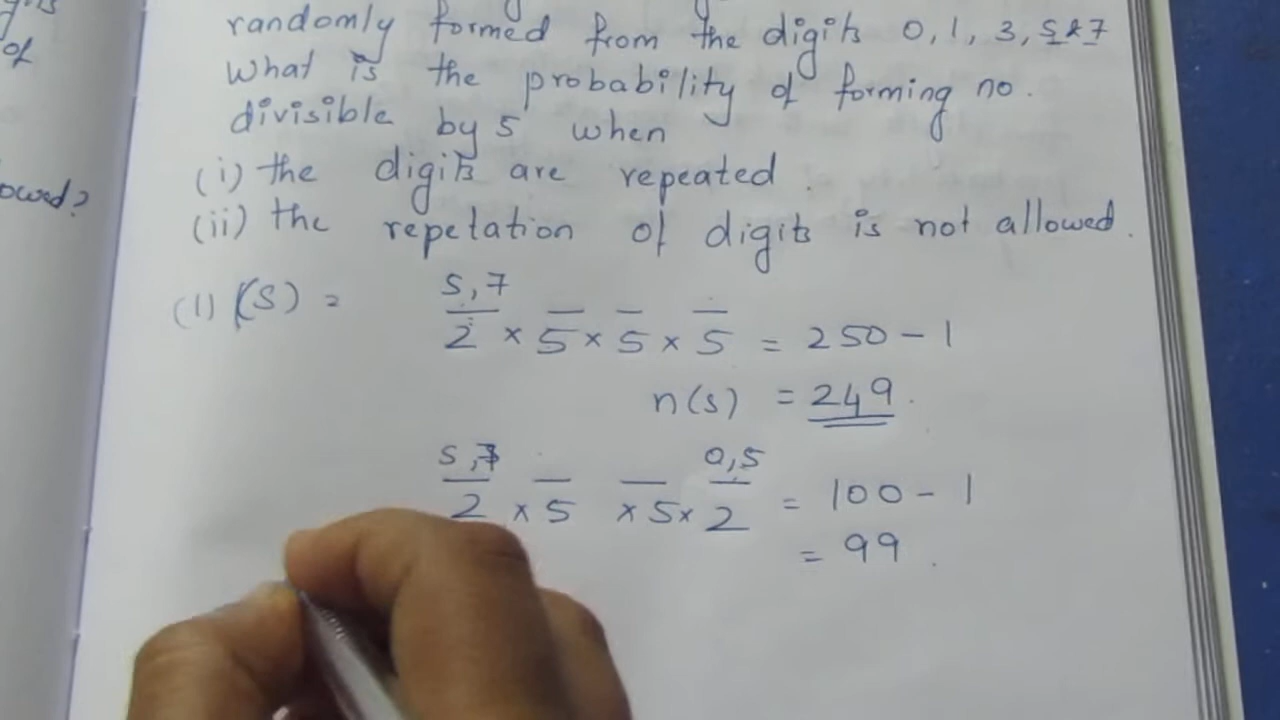 of
owed?
randomly formed from the digits 0, 1, 3, 5 & 7
What is the probability of forming no.
divisible by 5 when
(i) the digits are repeated.
(ii) the repetation of digits is not allowed.
(1) (S) =
5, 7
2 × 5 × 5 × 5 = 250 - 1
n(s) = 249.
5, 7 0, 5
2 × 5 × 5 × 2 = 100 - 1
= 99.